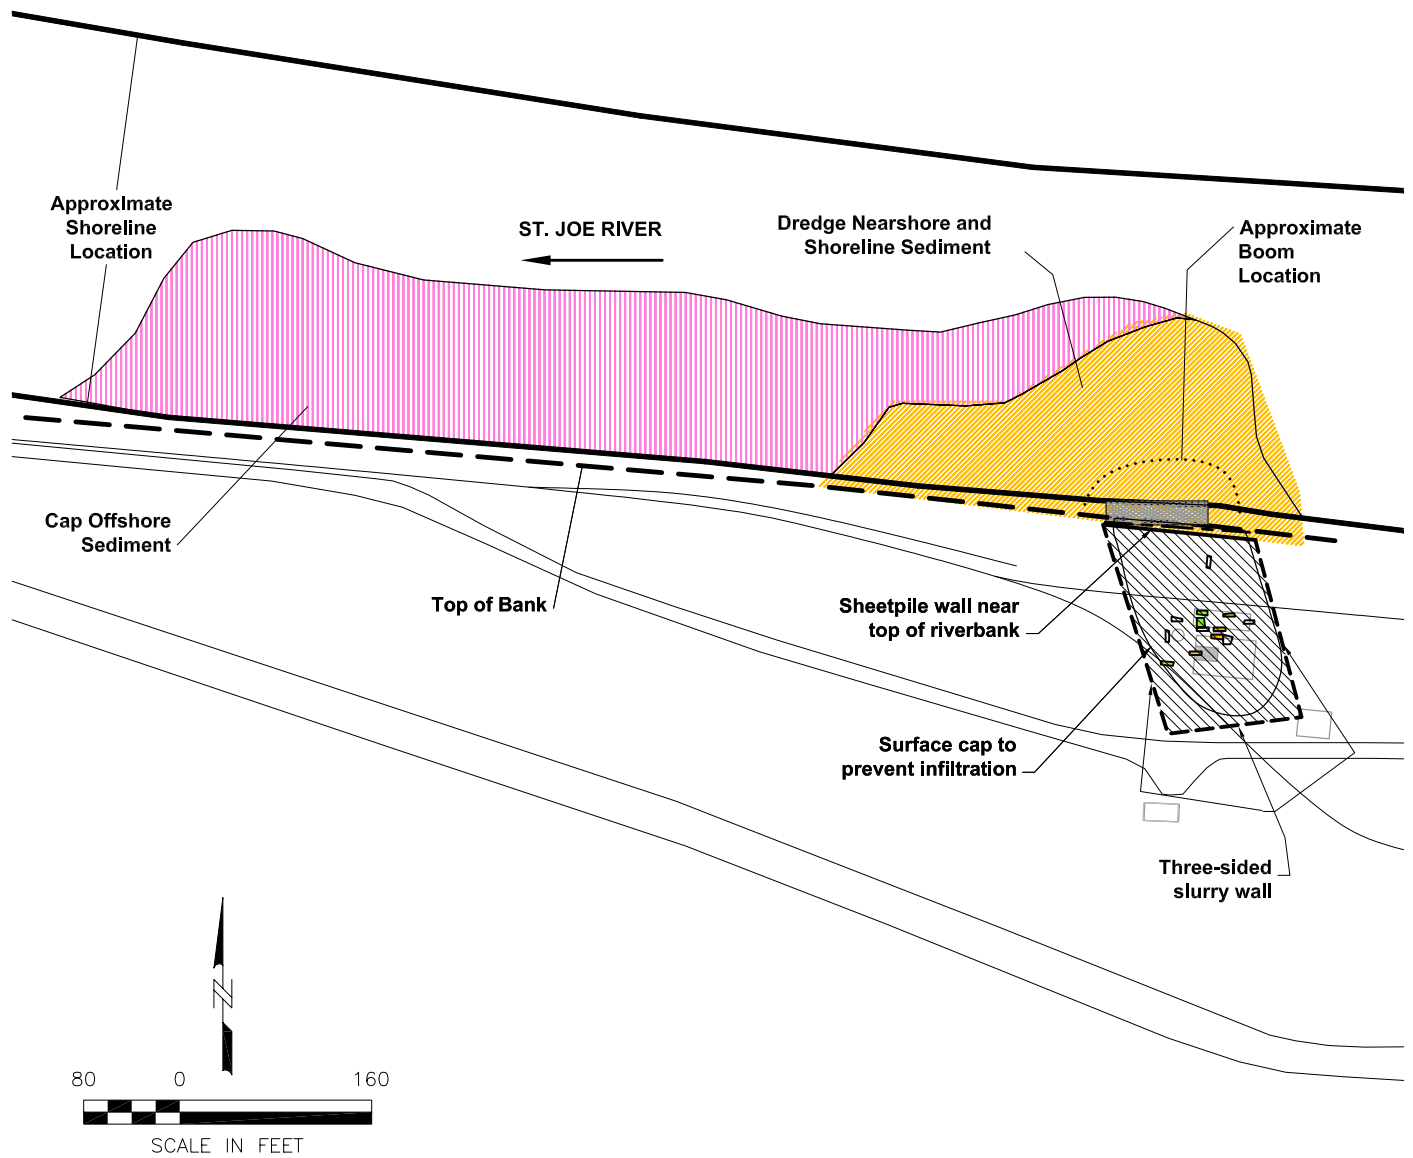 Approximate
Shoreline
Location
ST. JOE RIVER
Dredge Nearshore and
Shoreline Sediment
Approximate
Boom
Location
Cap Offshore
Sediment
Top of Bank
Sheetpile wall near
top of riverbank
Surface cap to
prevent infiltration
Three-sided
slurry wall
N
80 0 160
SCALE IN FEET